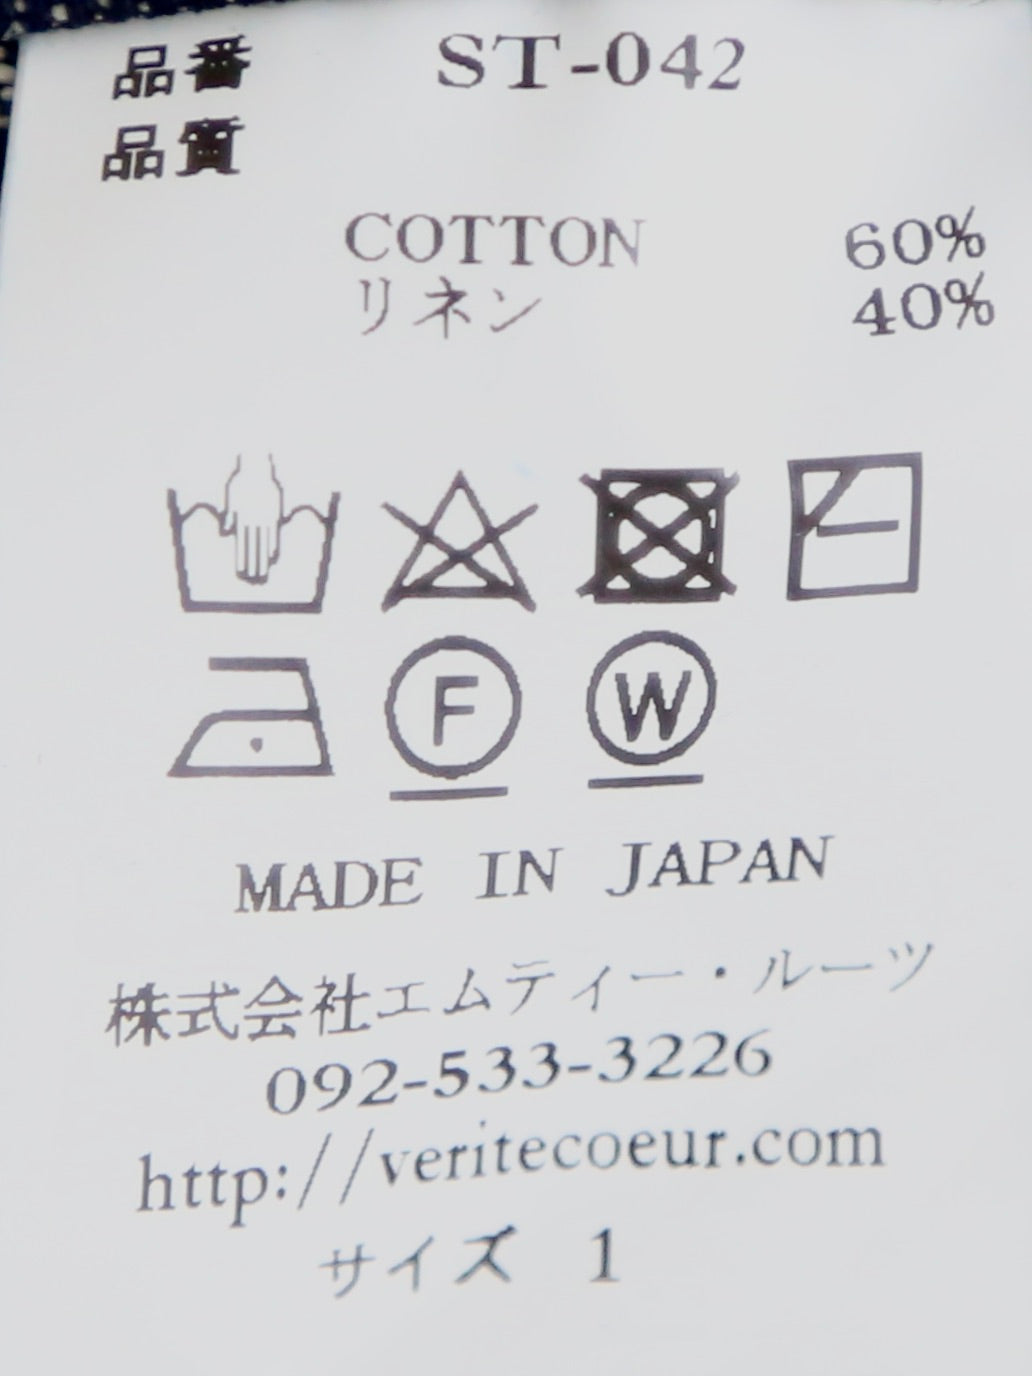 品番 ST-042
品質
COTTON 60%
リネン 40%
F W
MADE IN JAPAN
株式会社エムティー・ルーツ
092-533-3226
http://veritecoeur.com
サイズ 1